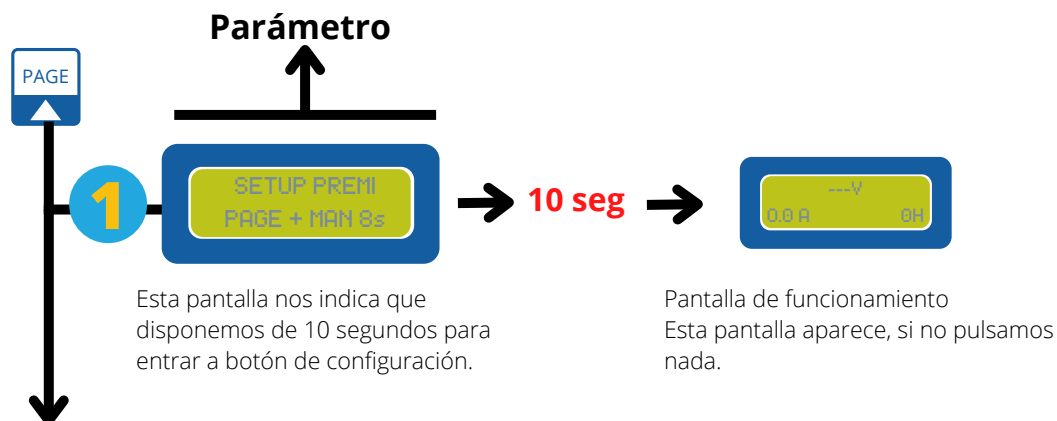 Parámetro
PAGE
1
SETUP PREMI
PAGE + MAN 8s
10 seg
---V
0.0 A 0H
Esta pantalla nos indica que
disponemos de 10 segundos para
entrar a botón de configuración.
Pantalla de funcionamiento
Esta pantalla aparece, si no pulsamos
nada.